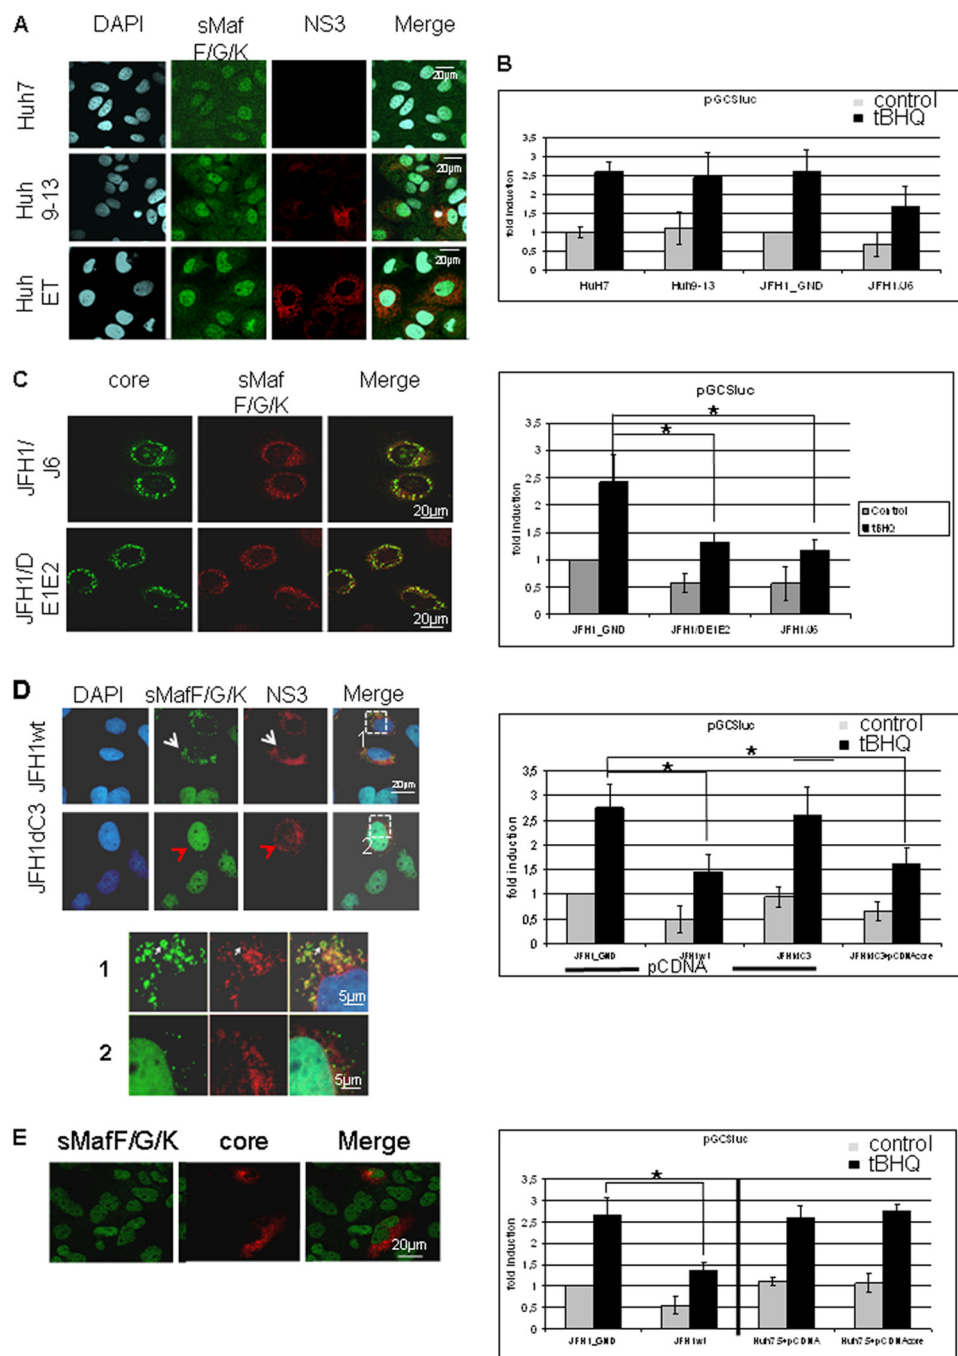 A
DAPI sMaf F/G/K NS3 Merge
Huh7
20µm
Huh 9-13
20µm
Huh ET
20µm
B
pGCSluc
control
tBHQ
fold induction
3,5
3
2,5
2
1,5
1
0,5
0
HuH7 Huh9-13 JFH1_GND JFH1/J6
C
core sMaf F/G/K Merge
JFH1/ J6
20µm
JFH1/D E1E2
20µm
pGCSluc
* 
*
Control
tBHQ
fold induction
3,5
3
2,5
2
1,5
1
0,5
0
JFH1_GND JFH1/DE1E2 JFH1/J6
D
DAPI sMafF/G/K NS3 Merge
JFH1wt
1
20µm
JFH1dC3
2
1
5µm
2
5µm
pGCSluc
control
tBHQ
*
*
fold induction
3,5
3
2,5
2
1,5
1
0,5
0
JFH1_GND JFH1wt JFH1dC3 JFH1dC3+pCDNAcore
pCDNA
E
sMafF/G/K core Merge
20µm
pGCSluc
control
tBHQ
*
fold induction
3,5
3
2,5
2
1,5
1
0,5
0
JFH1_GND JFH1wt Huh7.5+pCDNA Huh7.5+pCDNAcore